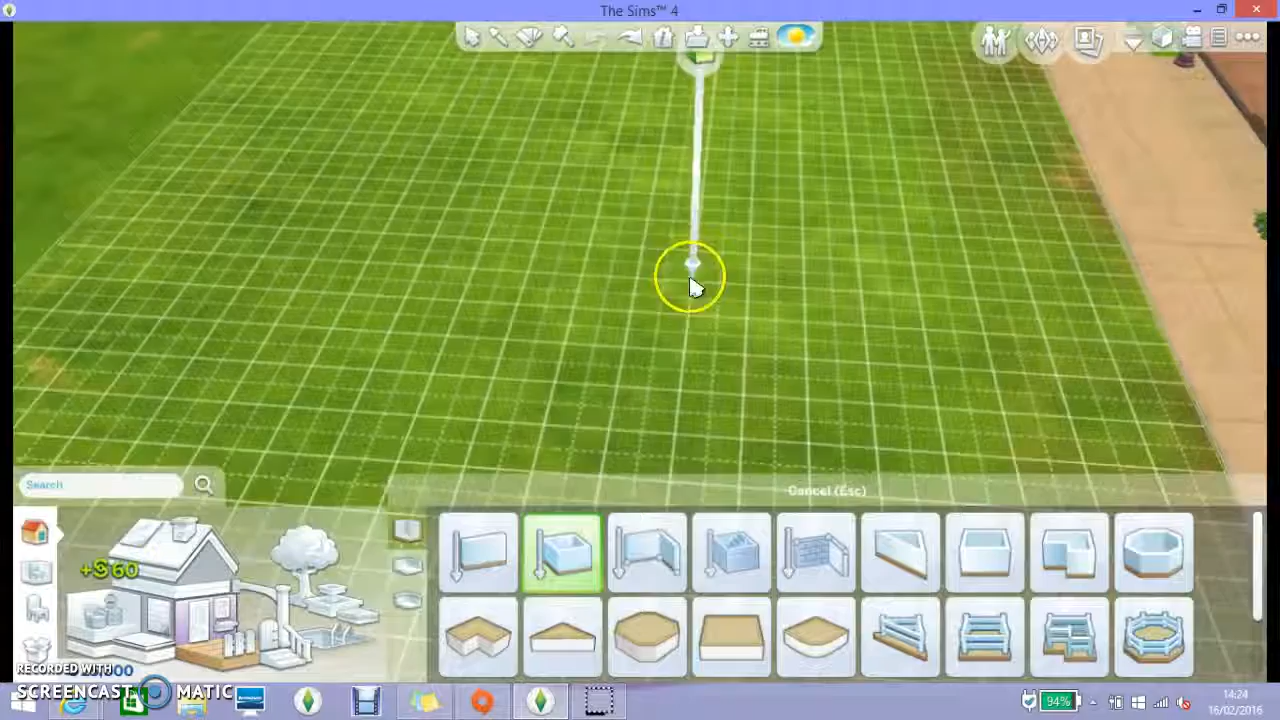 The Sims™ 4
Search
Cancel (Esc)
+§60
RECORDED WITH
SCREENCAST MATIC
94%
14:24
16/02/2016